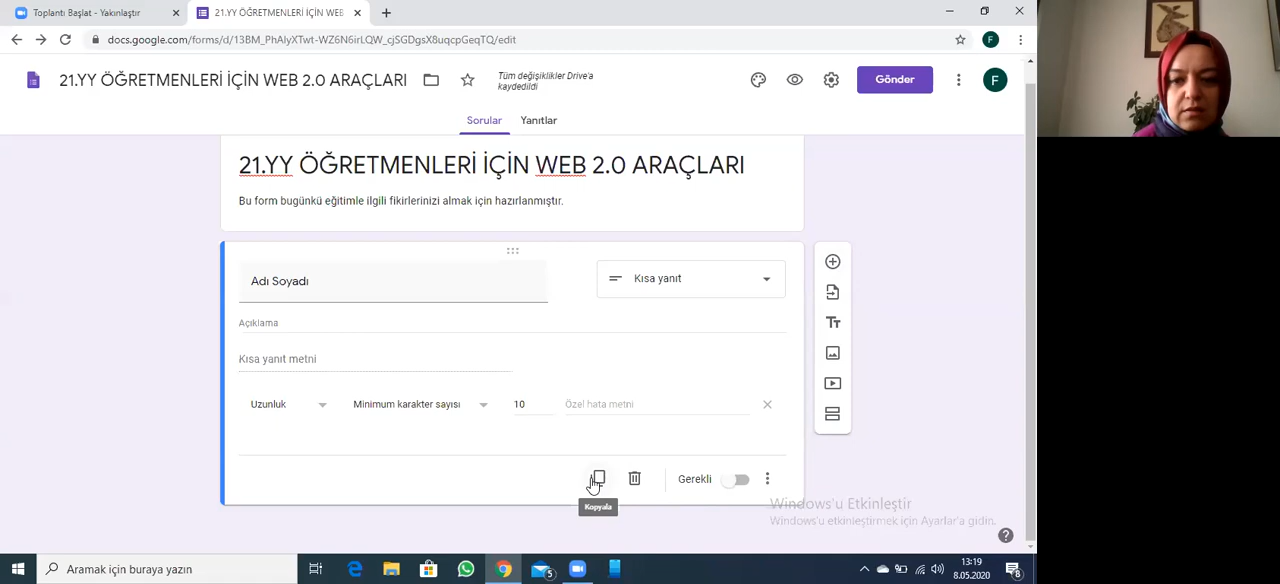 Toplantı Başlat - Yakınlaştır
21.YY ÖĞRETMENLERİ İÇİN WEB
docs.google.com/forms/d/13BM_PhAlyXTwt-WZ6N6irLQW_cjSGDgsX8uqcpGeqTQ/edit
F
21.YY ÖĞRETMENLERİ İÇİN WEB 2.0 ARAÇLARI
Tüm değişiklikler Drive'a
kaydedildi
Gönder
F
Sorular
Yanıtlar
21.YY ÖĞRETMENLERİ İÇİN WEB 2.0 ARAÇLARI
Bu form bugünkü eğitimle ilgili fikirlerinizi almak için hazırlanmıştır.
Adı Soyadı
Kısa yanıt
Açıklama
Kısa yanıt metni
Uzunluk
Minimum karakter sayısı
10
Özel hata metni
Gerekli
Kopyala
Windows'u Etkinleştir
Windows'u etkinleştirmek için Ayarlar'a gidin.
Aramak için buraya yazın
5
13:19
8.05.2020
8